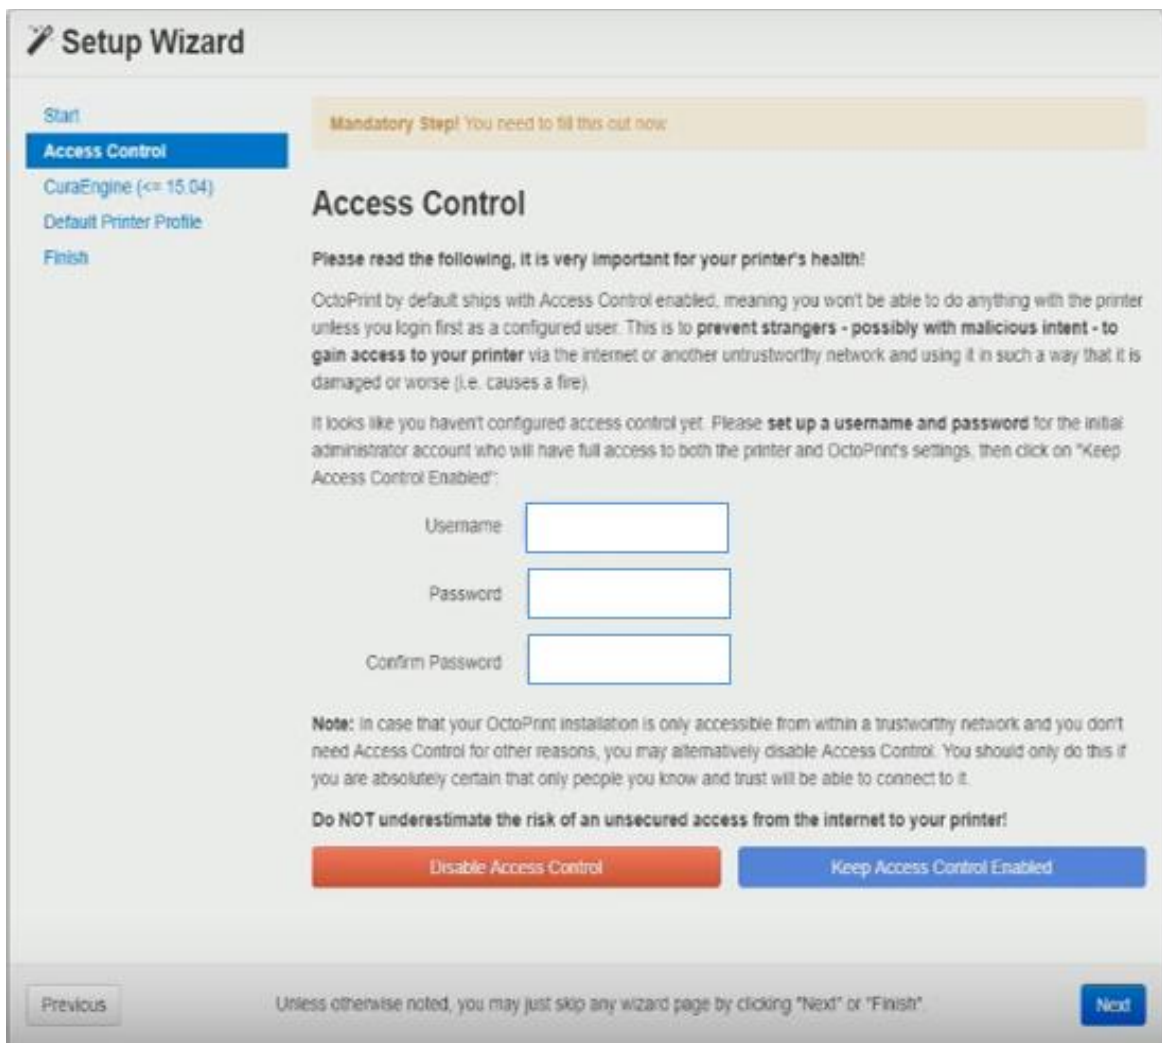 Setup Wizard
Start
Access Control
CuraEngine (<= 15.04)
Default Printer Profile
Finish
Mandatory Step! You need to fill this out now
Access Control
Please read the following, it is very important for your printer's health!
OctoPrint by default ships with Access Control enabled, meaning you won't be able to do anything with the printer
unless you login first as a configured user. This is to prevent strangers - possibly with malicious intent - to
gain access to your printer via the internet or another untrustworthy network and using it in such a way that it is
damaged or worse (i.e. causes a fire).
It looks like you haven't configured access control yet. Please set up a username and password for the initial
administrator account who will have full access to both the printer and OctoPrint's settings, then click on "Keep
Access Control Enabled":
Username
Password
Confirm Password
Note: In case that your OctoPrint installation is only accessible from within a trustworthy network and you don't
need Access Control for other reasons, you may alternatively disable Access Control. You should only do this if
you are absolutely certain that only people you know and trust will be able to connect to it.
Do NOT underestimate the risk of an unsecured access from the internet to your printer!
Disable Access Control
Keep Access Control Enabled
Previous
Unless otherwise noted, you may just skip any wizard page by clicking "Next" or "Finish".
Next